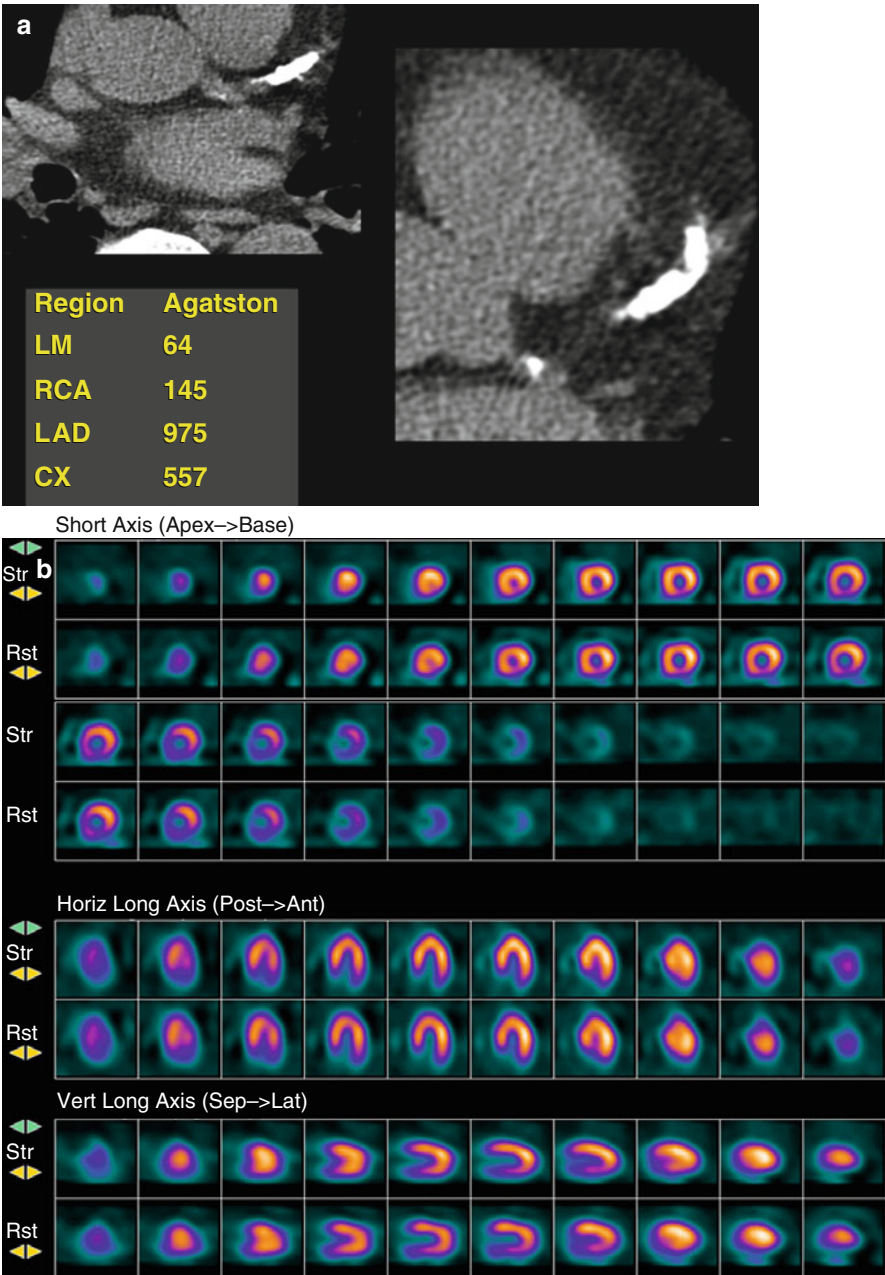 a
Region Agatston
LM 64
RCA 145
LAD 975
CX 557
Short Axis (Apex–>Base)
Str b
Rst
Str
Rst
Horiz Long Axis (Post–>Ant)
Str
Rst
Vert Long Axis (Sep–>Lat)
Str
Rst